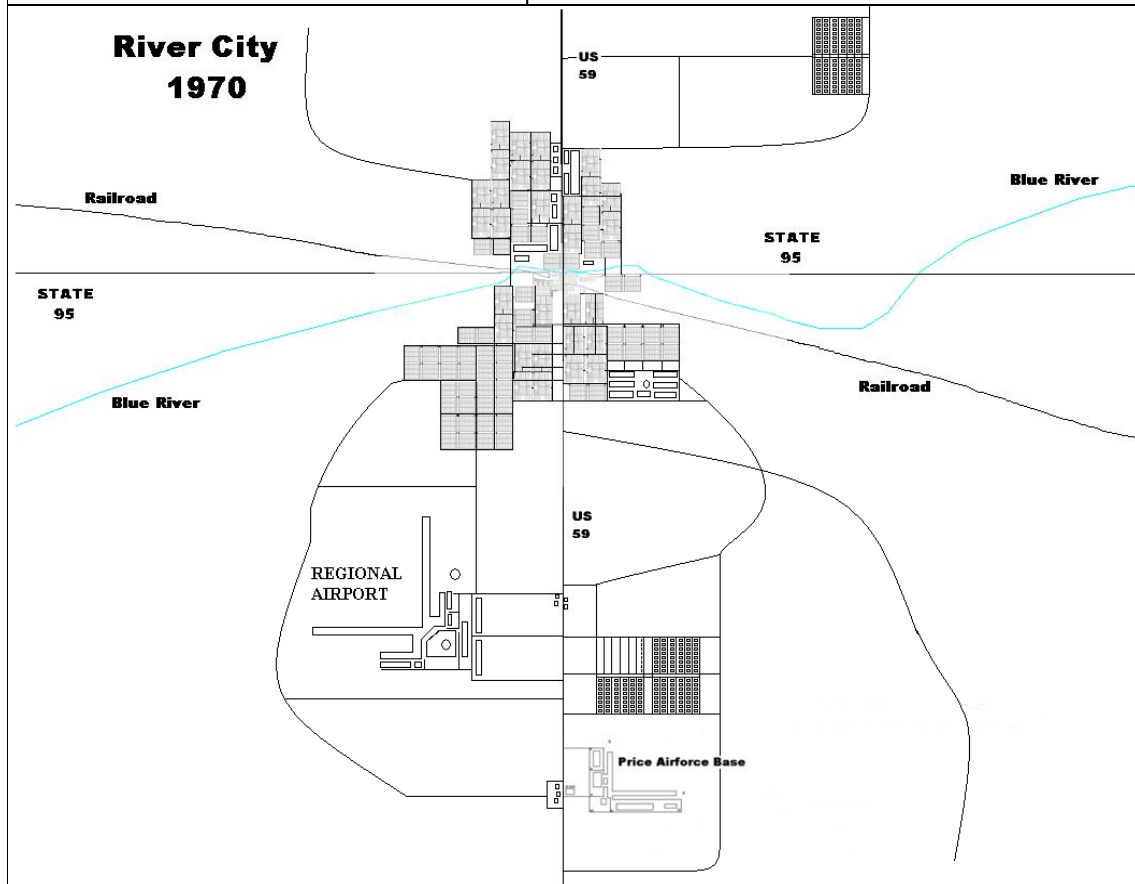 River City
1970
US
59
Railroad
Blue River
STATE
95
STATE
95
Blue River
Railroad
US
59
REGIONAL
AIRPORT
Price Airforce Base